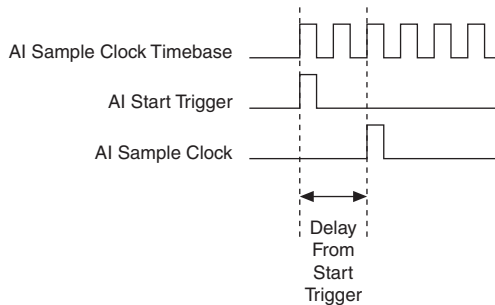 AI Sample Clock Timebase
AI Start Trigger
AI Sample Clock
Delay
From
Start
Trigger